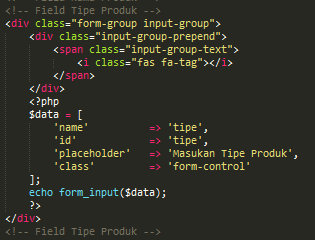 <!-- Field Tipe Produk -->
<div class="form-group input-group">
    <div class="input-group-prepend">
        <span class="input-group-text">
            <i class="fas fa-tag"></i>
        </span>
    </div>
    <?php
    $data = [
        'name'        => 'tipe',
        'id'          => 'tipe',
        'placeholder' => 'Masukan Tipe Produk',
        'class'       => 'form-control'
    ];
    echo form_input($data);
    ?>
</div>
<!-- Field Tipe Produk -->